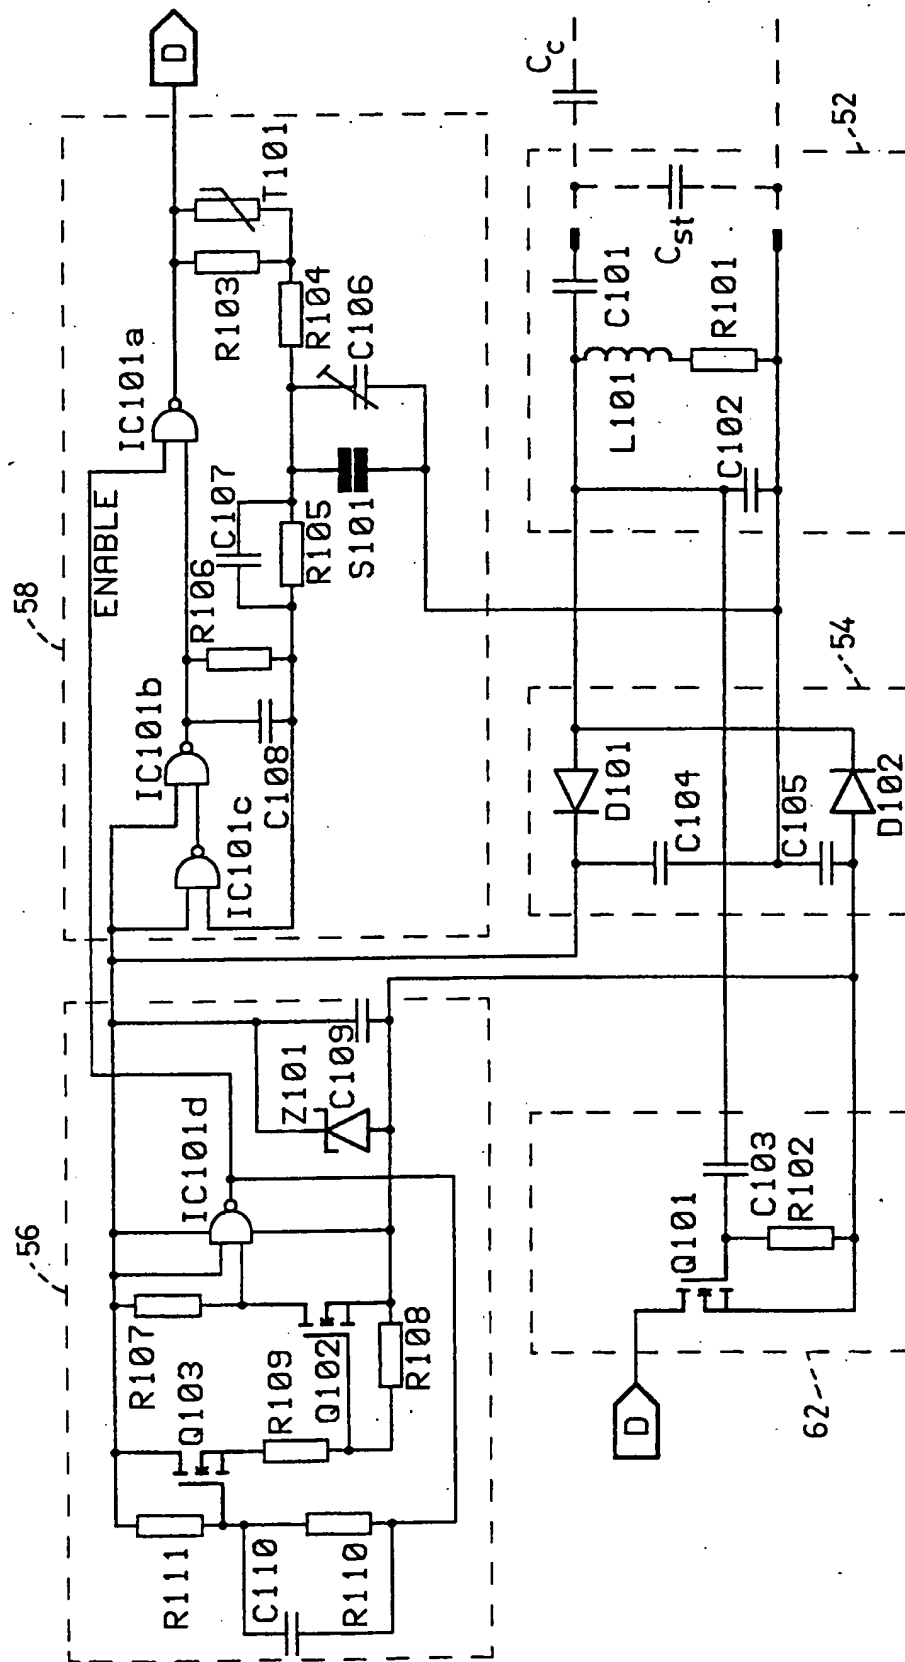 D
58
ENABLE
IC101a
R103
T101
R104
C106
C107
R106
R105
S101
IC101b
C108
IC101c
56
IC101d
Z101
C109
R107
Q103
R109
Q102
R108
R111
C110
R110
Cc
52
Cst
C101
R101
L101
C102
54
D101
C104
C105
D102
C103
R102
Q101
62
D